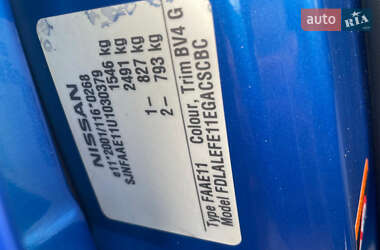 auto RIA
NISSAN
e11*2001/116*0268
SJNFAAE11U1030379
1546 kg
2491 kg
1– 827 kg
2– 793 kg
Type FAAE11 Colour, Trim BV4 G
Model FDLALEFE11EGACSCBC